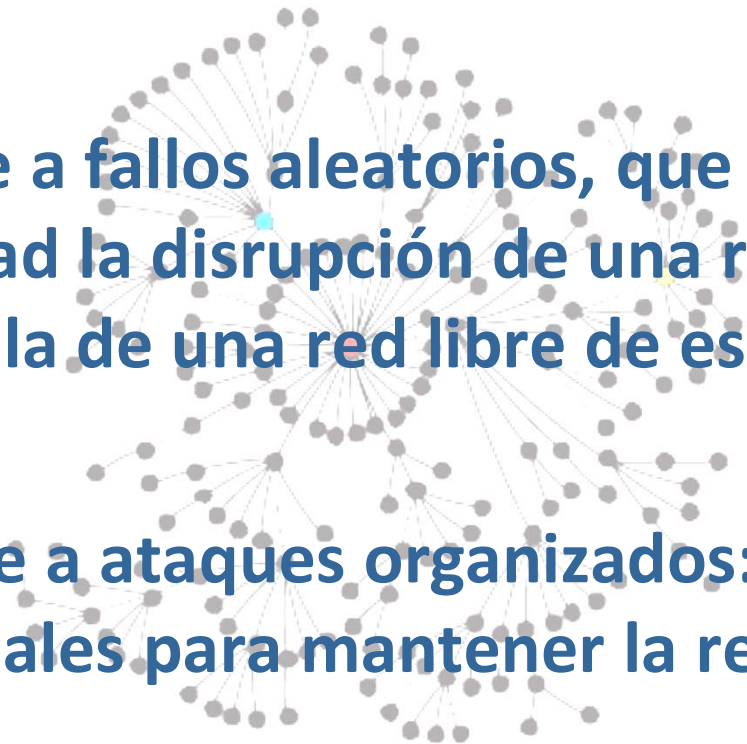 e a fallos aleatorios, que
ad la disrupción de una r
la de una red libre de es
e a ataques organizados:
ales para mantener la re